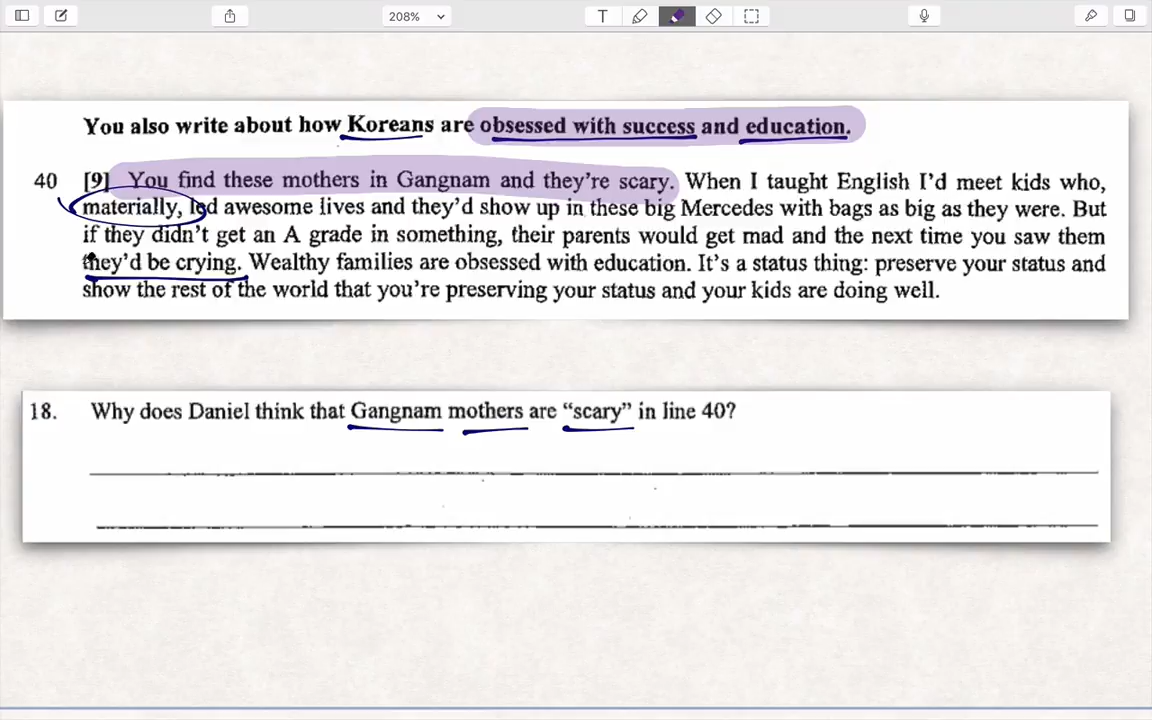 208%
T
You also write about how Koreans are obsessed with success and education.
40 [9] You find these mothers in Gangnam and they're scary. When I taught English I'd meet kids who,
materially, led awesome lives and they'd show up in these big Mercedes with bags as big as they were. But
if they didn't get an A grade in something, their parents would get mad and the next time you saw them
they'd be crying. Wealthy families are obsessed with education. It's a status thing: preserve your status and
show the rest of the world that you're preserving your status and your kids are doing well.
18. Why does Daniel think that Gangnam mothers are “scary” in line 40?